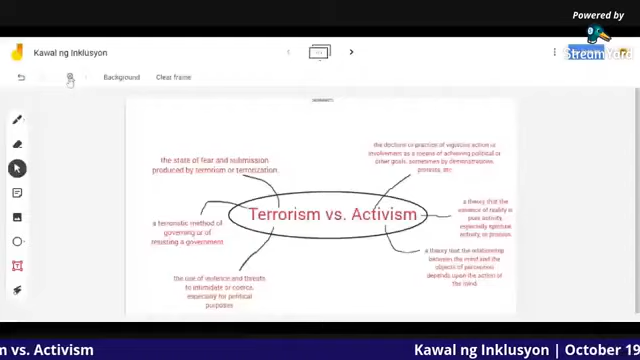 Powered by
StreamYard
Kawal ng Inklusyon
Background
Clear frame
the state of fear and submission
produced by terrorism or terrorization.
the doctrine or practice of vigorous action or
involvement as a means of achieving political or
other goals, sometimes by demonstrations,
protests, etc.
Terrorism vs. Activism
a terroristic method of
governing or of
resisting a government.
a theory that the
essence of reality is
pure activity,
especially spiritual
activity, or process.
a theory that the relationship
between the mind and the
objects of perception
depends upon the action of
the mind
the use of violence and threats
to intimidate or coerce,
especially for political
purposes
m vs. Activism
Kawal ng Inklusyon | October 19